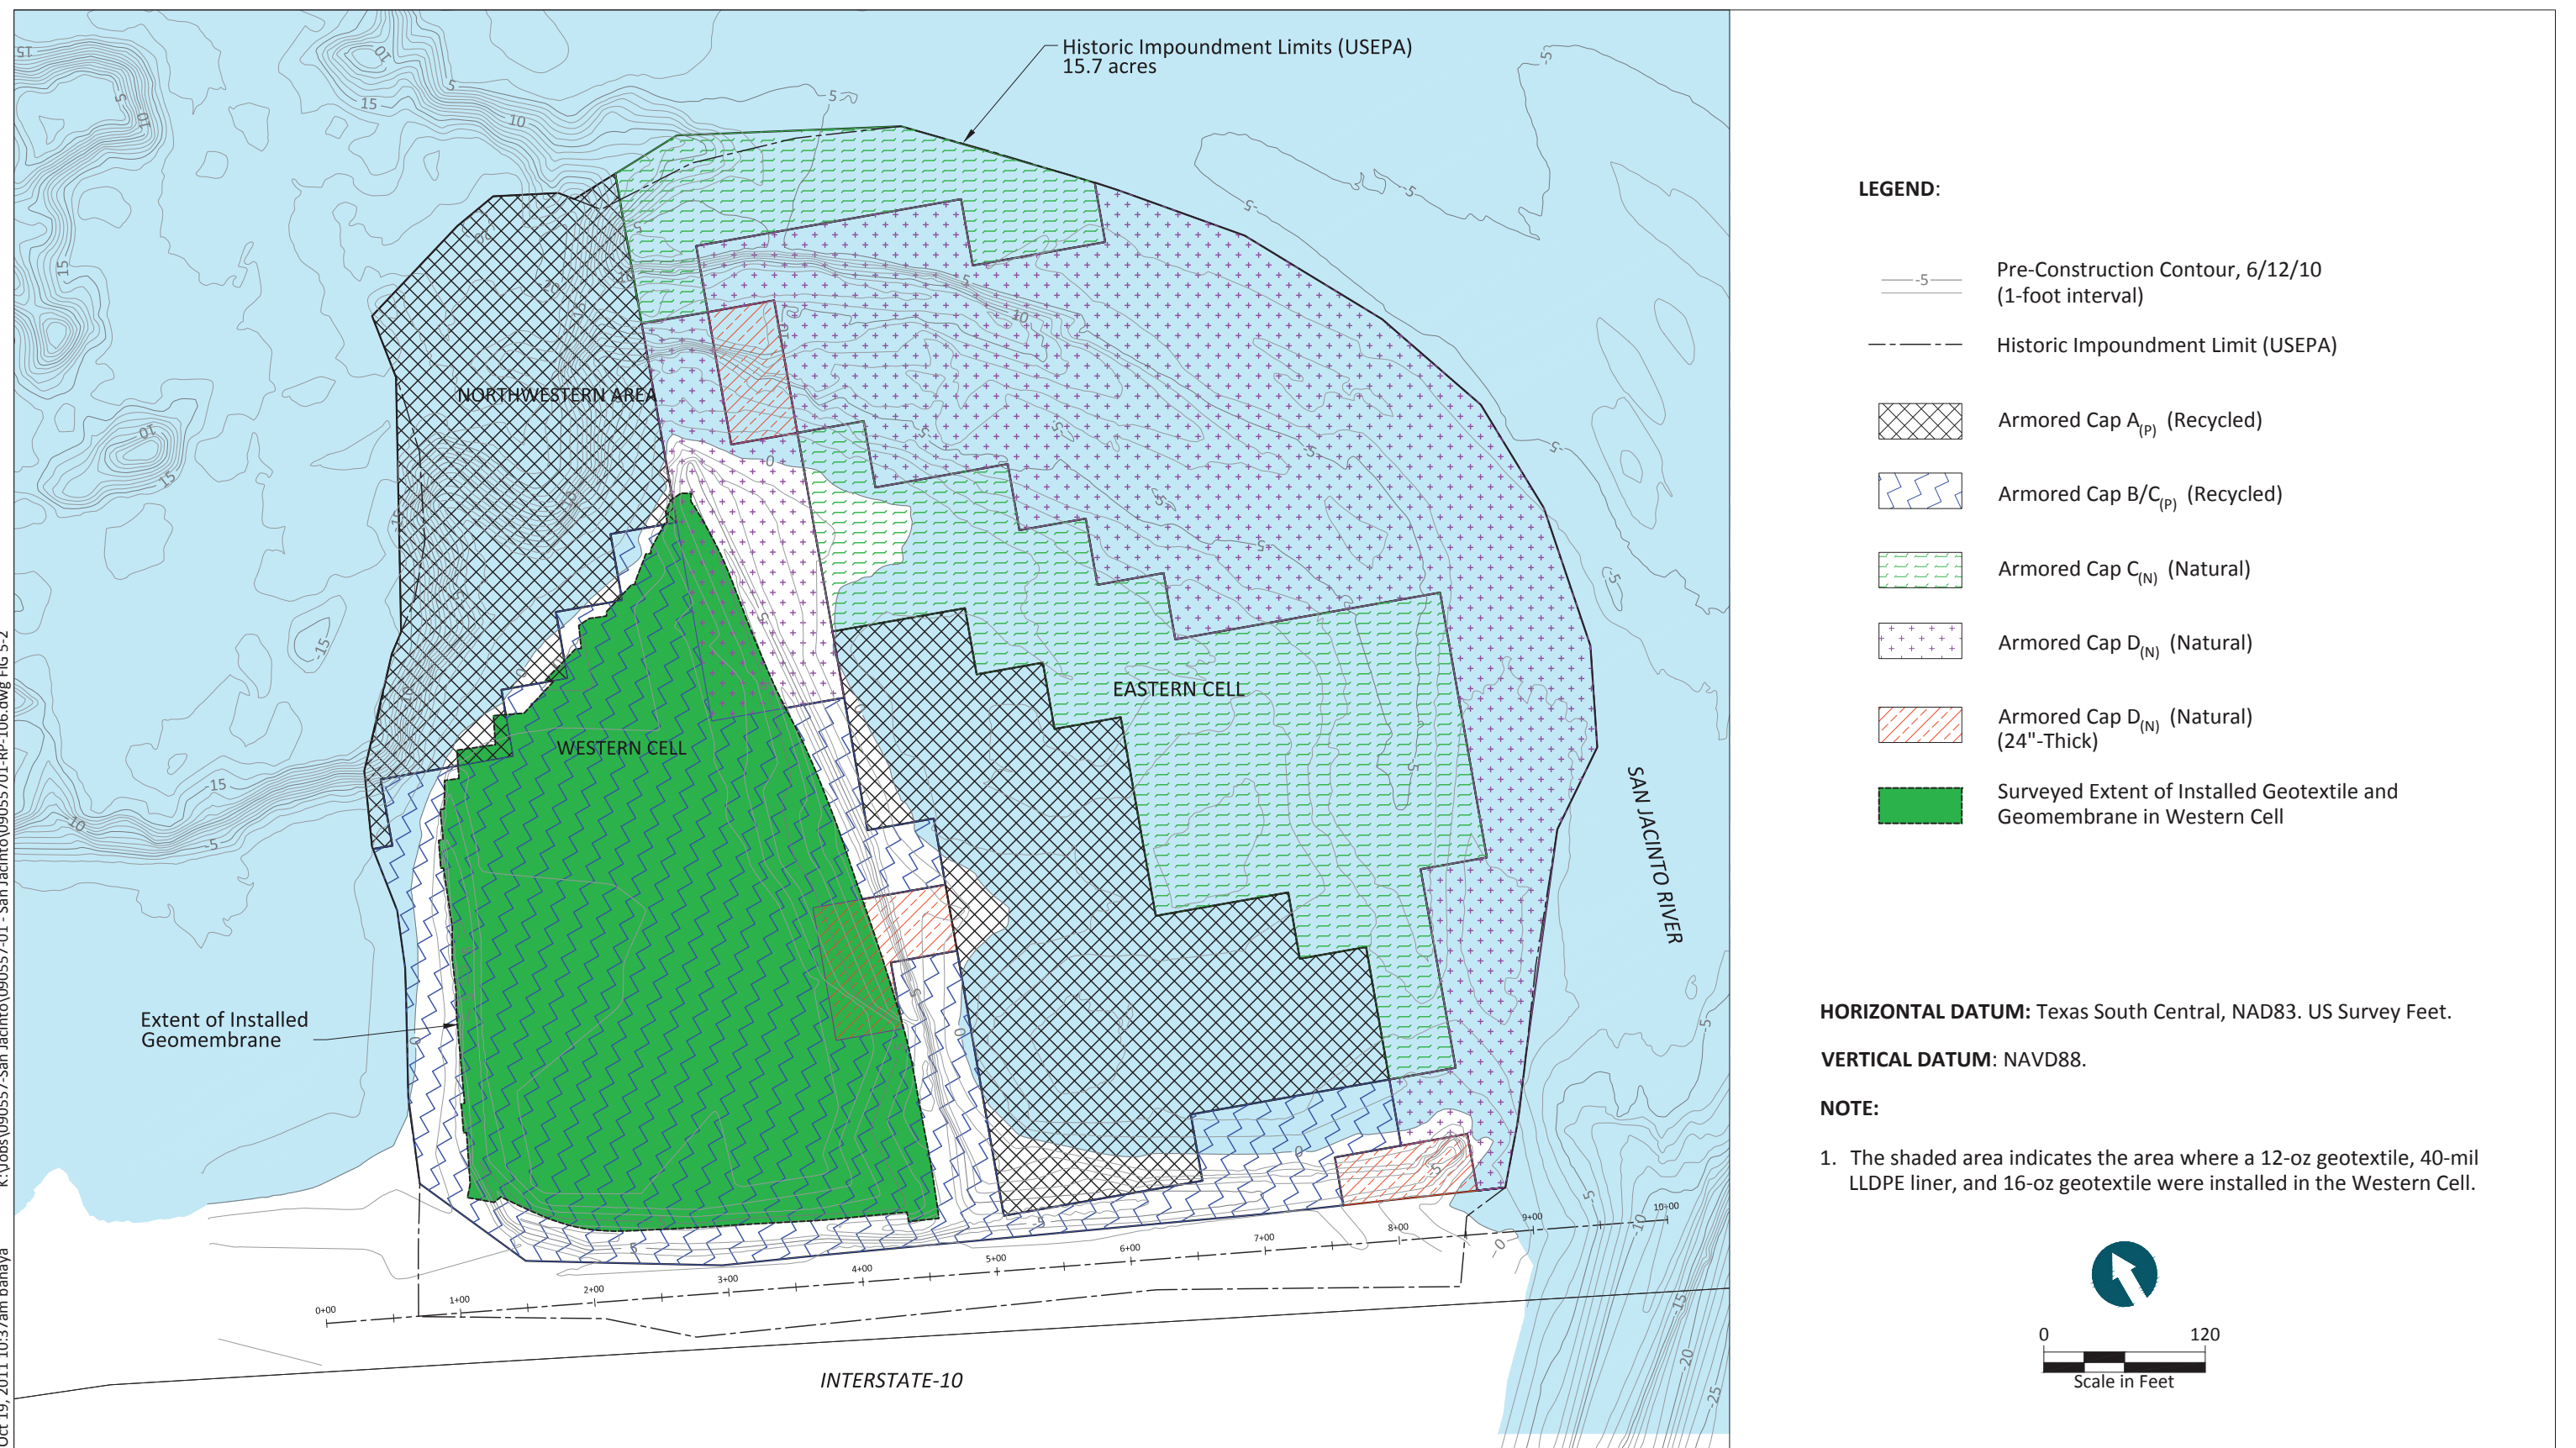 Historic Impoundment Limits (USEPA)
15.7 acres
NORTHWESTERN AREA
WESTERN CELL
EASTERN CELL
SAN JACINTO RIVER
Extent of Installed
Geomembrane
0+00
1+00
2+00
3+00
4+00
5+00
6+00
7+00
8+00
9+00
10+00
INTERSTATE-10
LEGEND:
-5
Pre-Construction Contour, 6/12/10
(1-foot interval)
Historic Impoundment Limit (USEPA)
Armored Cap A(P) (Recycled)
Armored Cap B/C(P) (Recycled)
Armored Cap C(N) (Natural)
Armored Cap D(N) (Natural)
Armored Cap D(N) (Natural)
(24"-Thick)
Surveyed Extent of Installed Geotextile and
Geomembrane in Western Cell
HORIZONTAL DATUM: Texas South Central, NAD83. US Survey Feet.
VERTICAL DATUM: NAVD88.
NOTE:
1. The shaded area indicates the area where a 12-oz geotextile, 40-mil
LLDPE liner, and 16-oz geotextile were installed in the Western Cell.
0 120
Scale in Feet